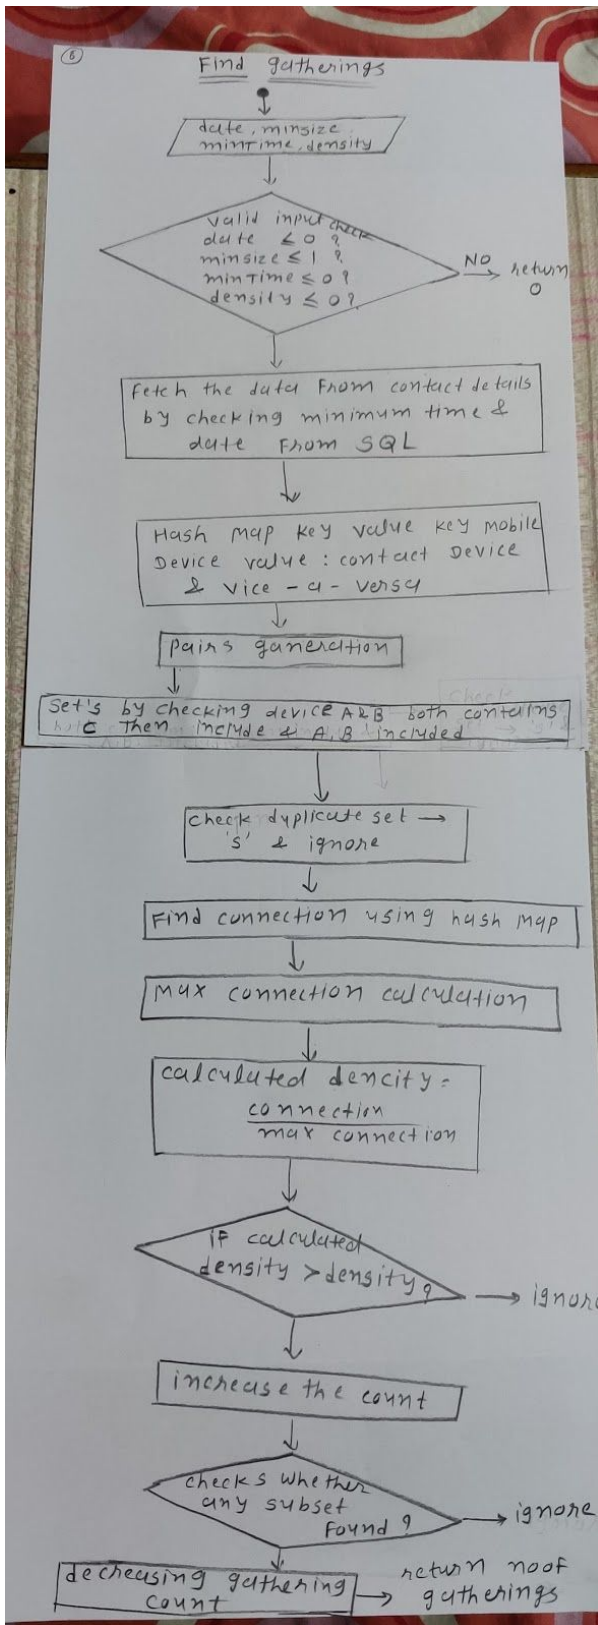 6
Find gatherings
date, minsize
minTime, density
valid input check
date ≤ 0 ?
minsize ≤ 1 ?
minTime ≤ 0 ?
density ≤ 0 ?
NO
return
0
Fetch the data From contact details
by checking minimum time &
date From SQL
Hash map key value key mobile
Device value : contact Device
& vice - a - versa
pairs ganeration
Set's by checking device A&B both contains
C Then include & A, B included
check duplicate set →
's' & ignore
Find connection using hash map
max connection calculation
calculated dencity =
connection
max connection
if calculated
density > density ?
ignore
increase the count
checks whether
any subset
Found ?
ignore
decreasing gathering
count
return noof
gatherings